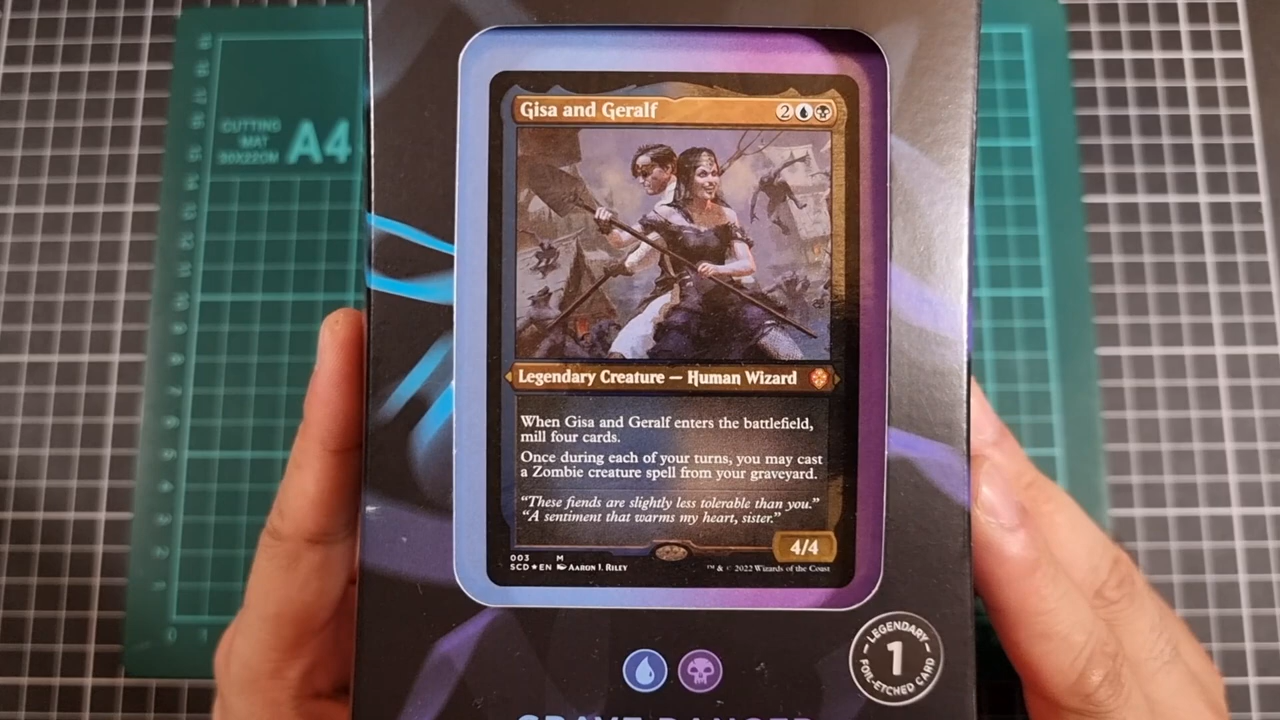 CUTTING
MAT
30X22CM
A4
Gisa and Geralf
2
Legendary Creature — Human Wizard
When Gisa and Geralf enters the battlefield,
mill four cards.
Once during each of your turns, you may cast
a Zombie creature spell from your graveyard.
“These fiends are slightly less tolerable than you.”
“A sentiment that warms my heart, sister.”
4/4
003 M
SCD★EN AARON J. RILEY
™ & © 2022 Wizards of the Coast
LEGENDARY
1
FOIL-ETCHED CARD
GRAVE DANGER